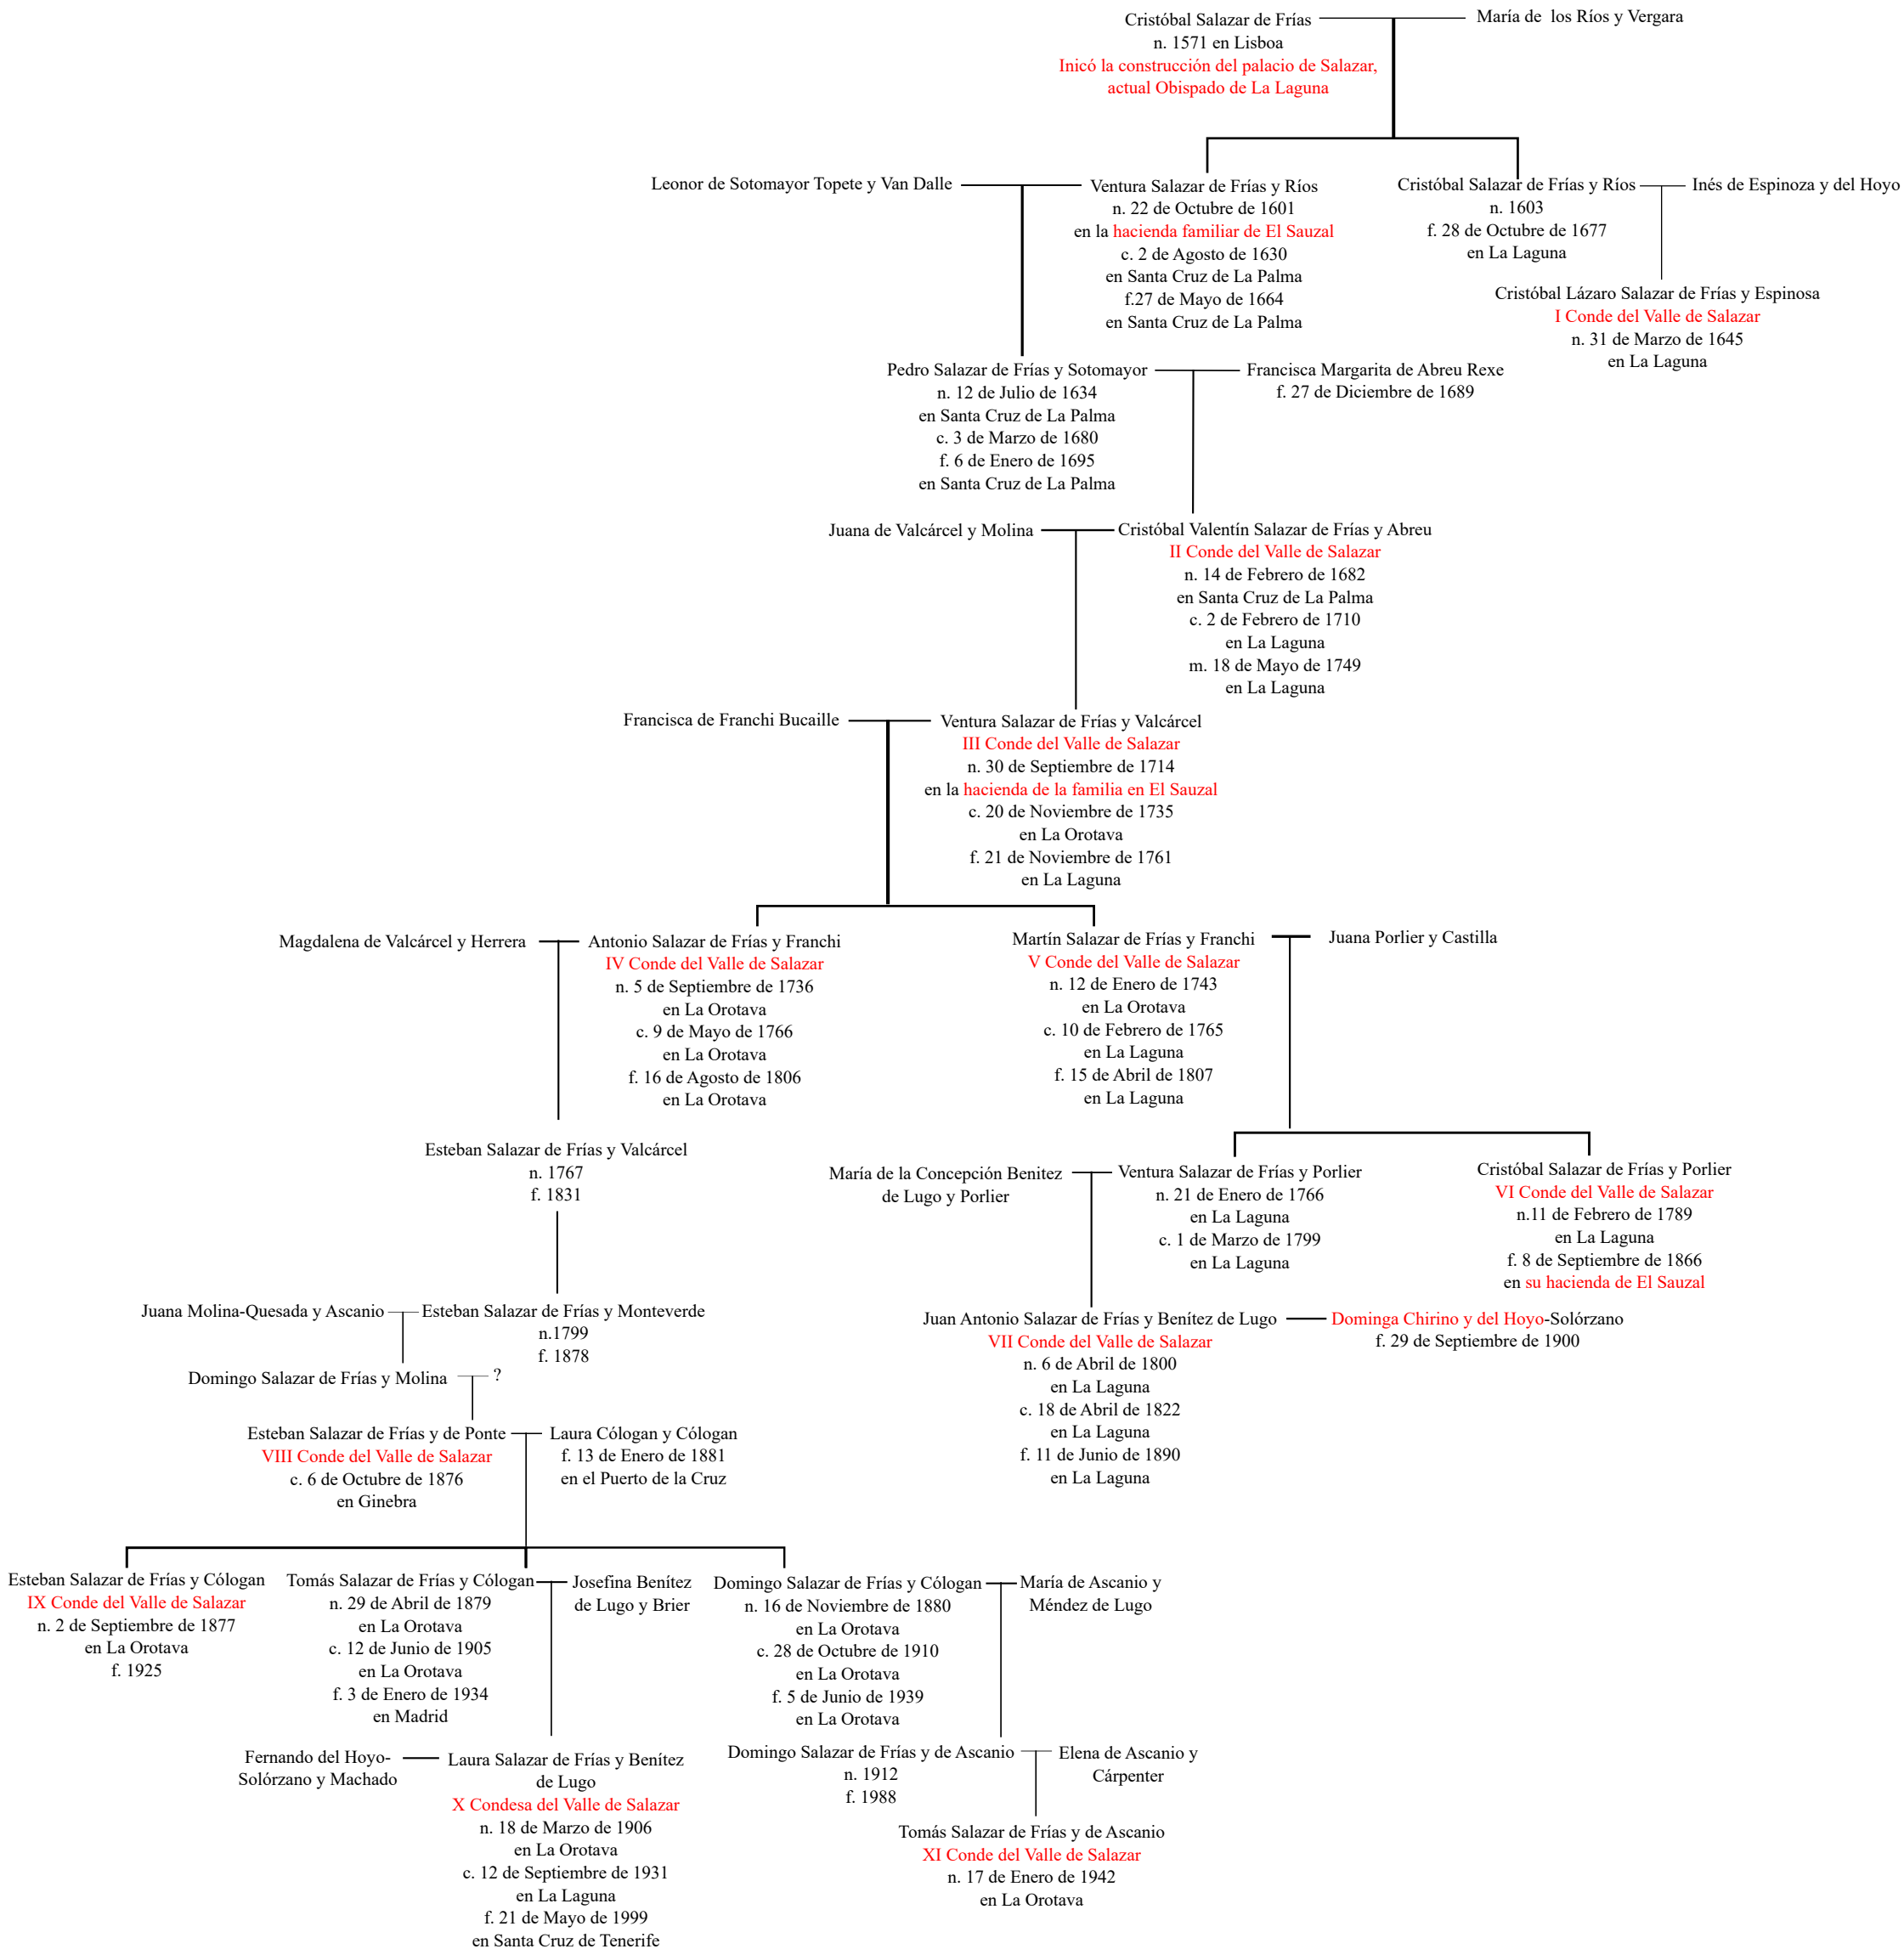 Cristóbal Salazar de Frías
n. 1571 en Lisboa
Inicó la construcción del palacio de Salazar,
actual Obispado de La Laguna
María de los Ríos y Vergara
Leonor de Sotomayor Topete y Van Dalle
Ventura Salazar de Frías y Ríos
n. 22 de Octubre de 1601
en la hacienda familiar de El Sauzal
c. 2 de Agosto de 1630
en Santa Cruz de La Palma
f.27 de Mayo de 1664
en Santa Cruz de La Palma
Cristóbal Salazar de Frías y Ríos
n. 1603
f. 28 de Octubre de 1677
en La Laguna
Inés de Espinoza y del Hoyo
Cristóbal Lázaro Salazar de Frías y Espinosa
I Conde del Valle de Salazar
n. 31 de Marzo de 1645
en La Laguna
Pedro Salazar de Frías y Sotomayor
n. 12 de Julio de 1634
en Santa Cruz de La Palma
c. 3 de Marzo de 1680
f. 6 de Enero de 1695
en Santa Cruz de La Palma
Francisca Margarita de Abreu Rexe
f. 27 de Diciembre de 1689
Juana de Valcárcel y Molina
Cristóbal Valentín Salazar de Frías y Abreu
II Conde del Valle de Salazar
n. 14 de Febrero de 1682
en Santa Cruz de La Palma
c. 2 de Febrero de 1710
en La Laguna
m. 18 de Mayo de 1749
en La Laguna
Francisca de Franchi Bucaille
Ventura Salazar de Frías y Valcárcel
III Conde del Valle de Salazar
n. 30 de Septiembre de 1714
en la hacienda de la familia en El Sauzal
c. 20 de Noviembre de 1735
en La Orotava
f. 21 de Noviembre de 1761
en La Laguna
Magdalena de Valcárcel y Herrera
Antonio Salazar de Frías y Franchi
IV Conde del Valle de Salazar
n. 5 de Septiembre de 1736
en La Orotava
c. 9 de Mayo de 1766
en La Orotava
f. 16 de Agosto de 1806
en La Orotava
Martín Salazar de Frías y Franchi
V Conde del Valle de Salazar
n. 12 de Enero de 1743
en La Orotava
c. 10 de Febrero de 1765
en La Laguna
f. 15 de Abril de 1807
en La Laguna
Juana Porlier y Castilla
Esteban Salazar de Frías y Valcárcel
n. 1767
f. 1831
María de la Concepción Benitez
de Lugo y Porlier
Ventura Salazar de Frías y Porlier
n. 21 de Enero de 1766
en La Laguna
c. 1 de Marzo de 1799
en La Laguna
Cristóbal Salazar de Frías y Porlier
VI Conde del Valle de Salazar
n.11 de Febrero de 1789
en La Laguna
f. 8 de Septiembre de 1866
en su hacienda de El Sauzal
Juana Molina-Quesada y Ascanio
Esteban Salazar de Frías y Monteverde
n.1799
f. 1878
Juan Antonio Salazar de Frías y Benítez de Lugo
VII Conde del Valle de Salazar
n. 6 de Abril de 1800
en La Laguna
c. 18 de Abril de 1822
en La Laguna
f. 11 de Junio de 1890
en La Laguna
Dominga Chirino y del Hoyo-Solórzano
f. 29 de Septiembre de 1900
Domingo Salazar de Frías y Molina
?
Esteban Salazar de Frías y de Ponte
VIII Conde del Valle de Salazar
c. 6 de Octubre de 1876
en Ginebra
Laura Cólogan y Cólogan
f. 13 de Enero de 1881
en el Puerto de la Cruz
Esteban Salazar de Frías y Cólogan
IX Conde del Valle de Salazar
n. 2 de Septiembre de 1877
en La Orotava
f. 1925
Tomás Salazar de Frías y Cólogan
n. 29 de Abril de 1879
en La Orotava
c. 12 de Junio de 1905
en La Orotava
f. 3 de Enero de 1934
en Madrid
Josefina Benítez
de Lugo y Brier
Domingo Salazar de Frías y Cólogan
n. 16 de Noviembre de 1880
en La Orotava
c. 28 de Octubre de 1910
en La Orotava
f. 5 de Junio de 1939
en La Orotava
María de Ascanio y
Méndez de Lugo
Fernando del Hoyo-
Solórzano y Machado
Laura Salazar de Frías y Benítez
de Lugo
X Condesa del Valle de Salazar
n. 18 de Marzo de 1906
en La Orotava
c. 12 de Septiembre de 1931
en La Laguna
f. 21 de Mayo de 1999
en Santa Cruz de Tenerife
Domingo Salazar de Frías y de Ascanio
n. 1912
f. 1988
Elena de Ascanio y
Cárpenter
Tomás Salazar de Frías y de Ascanio
XI Conde del Valle de Salazar
n. 17 de Enero de 1942
en La Orotava